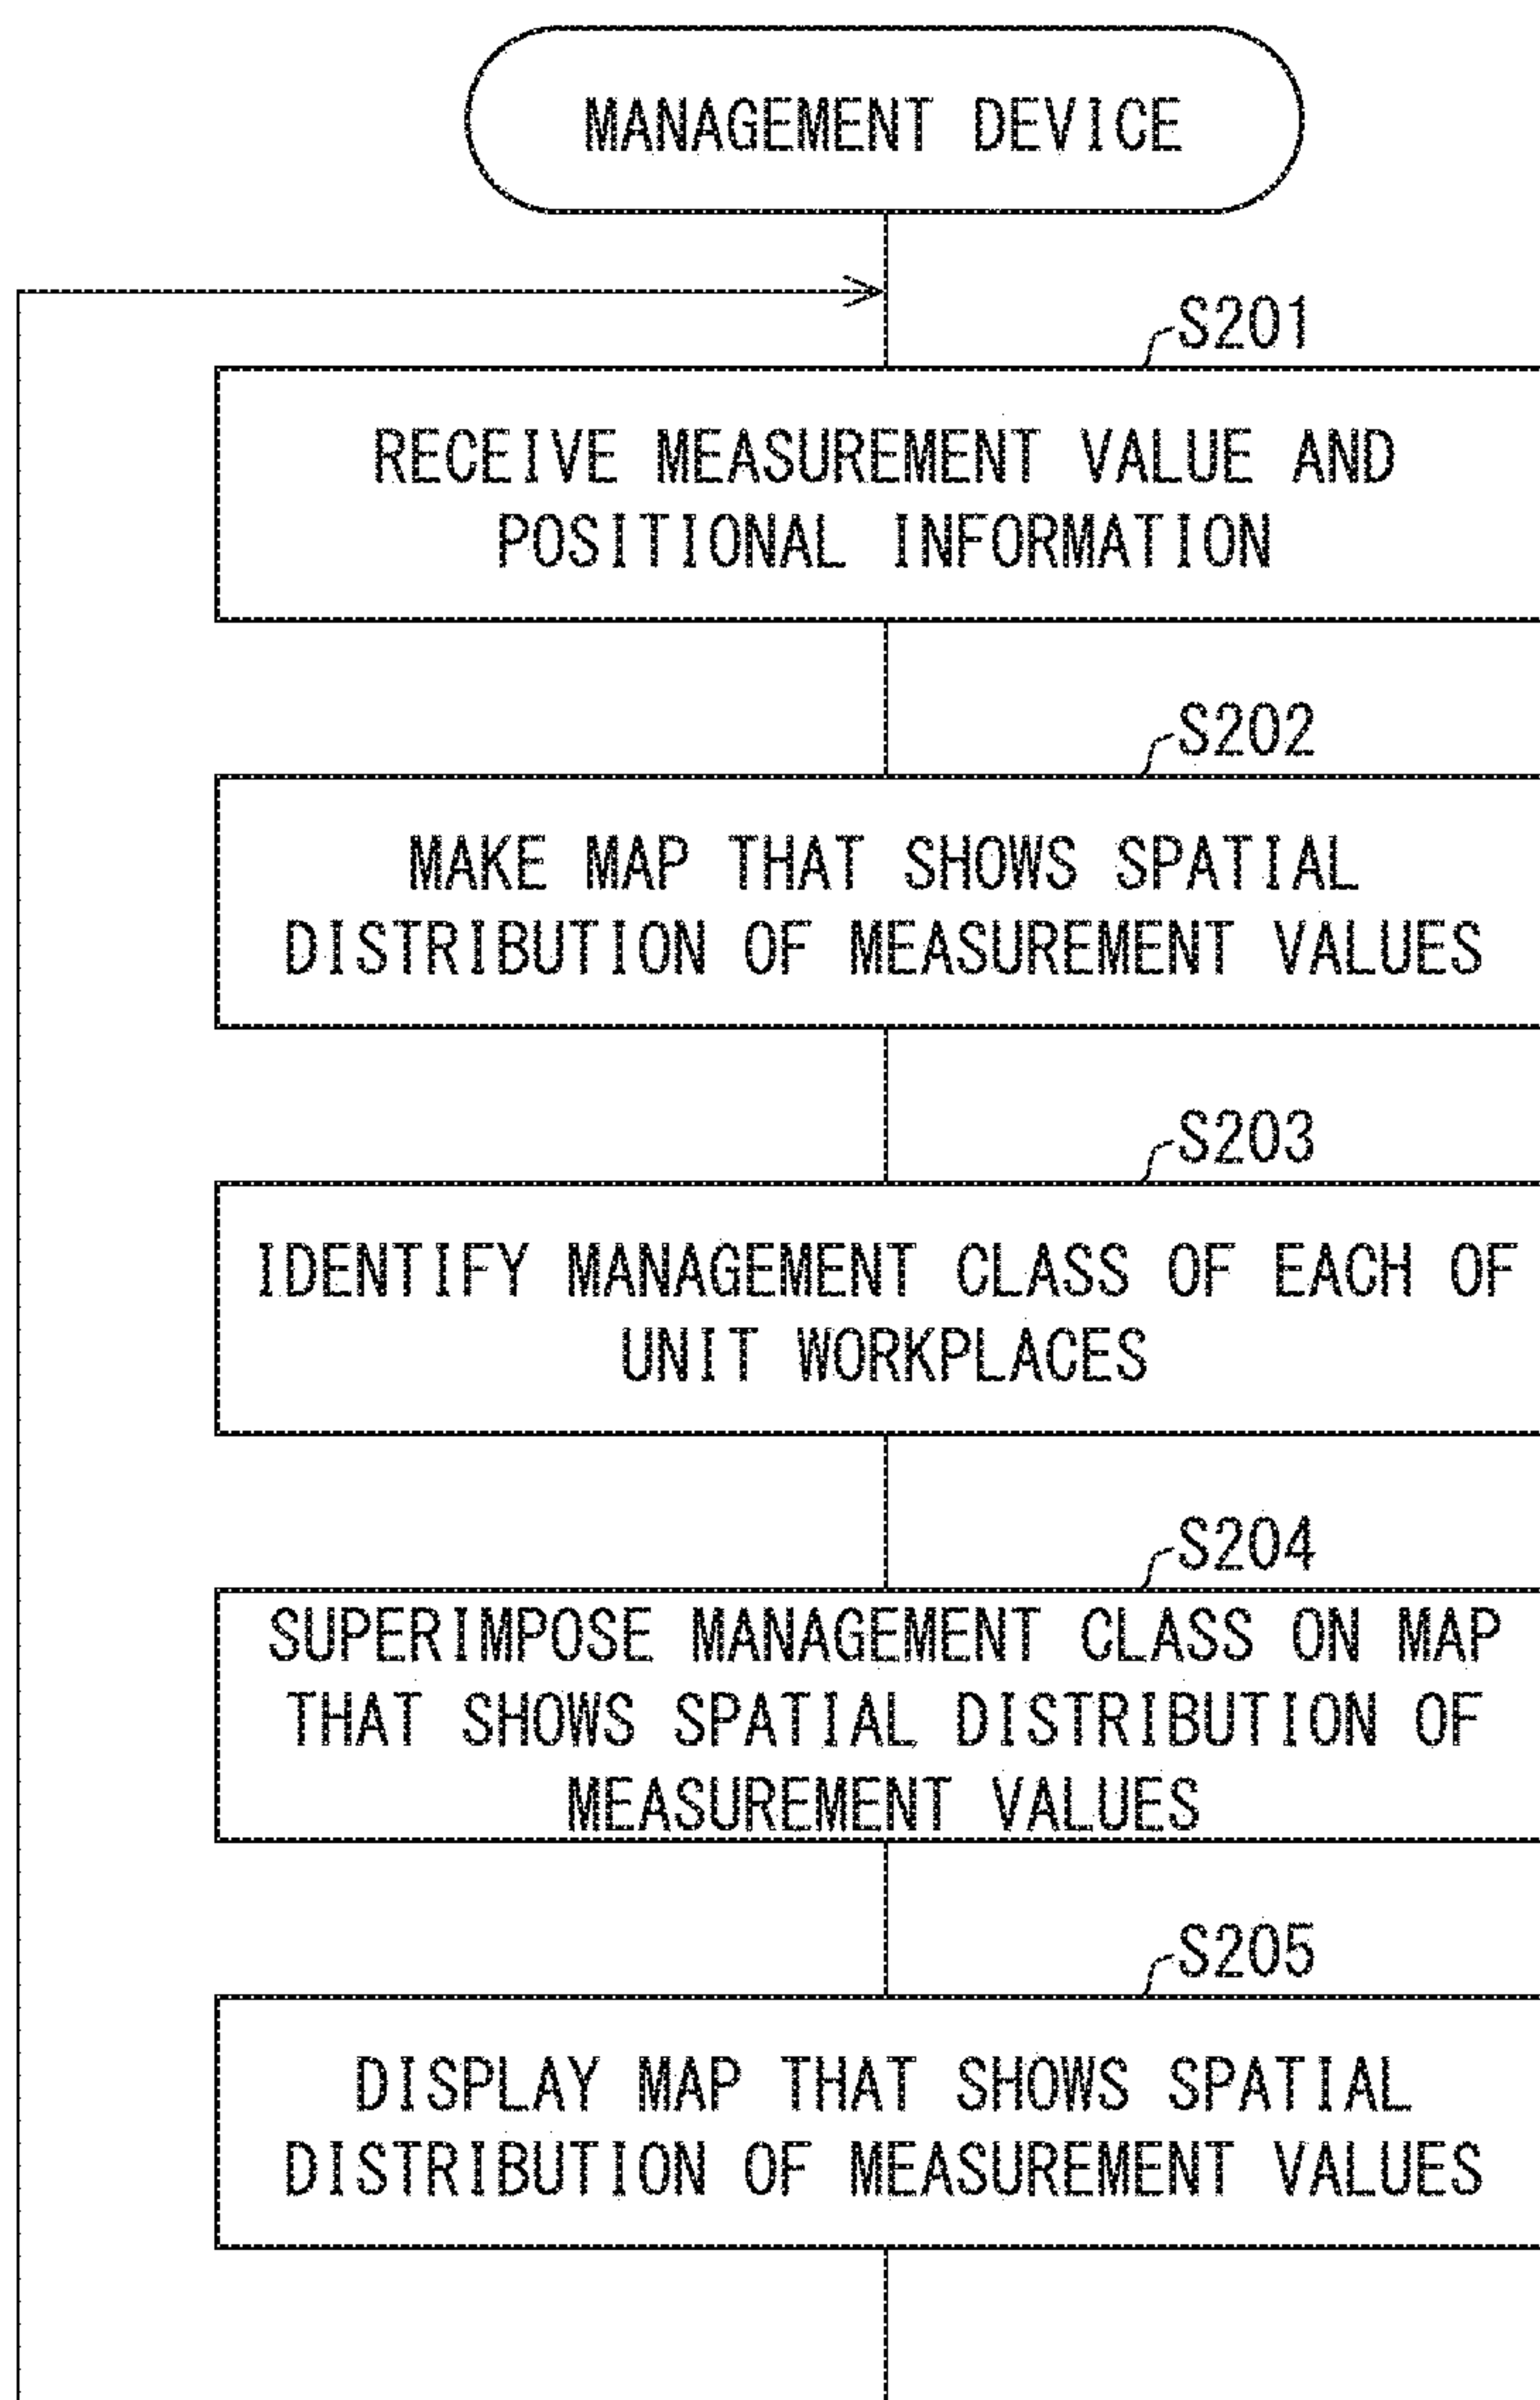 MANAGEMENT DEVICE
S201
RECEIVE MEASUREMENT VALUE AND
POSITIONAL INFORMATION
S202
MAKE MAP THAT SHOWS SPATIAL
DISTRIBUTION OF MEASUREMENT VALUES
S203
IDENTIFY MANAGEMENT CLASS OF EACH OF
UNIT WORKPLACES
S204
SUPERIMPOSE MANAGEMENT CLASS ON MAP
THAT SHOWS SPATIAL DISTRIBUTION OF
MEASUREMENT VALUES
S205
DISPLAY MAP THAT SHOWS SPATIAL
DISTRIBUTION OF MEASUREMENT VALUES